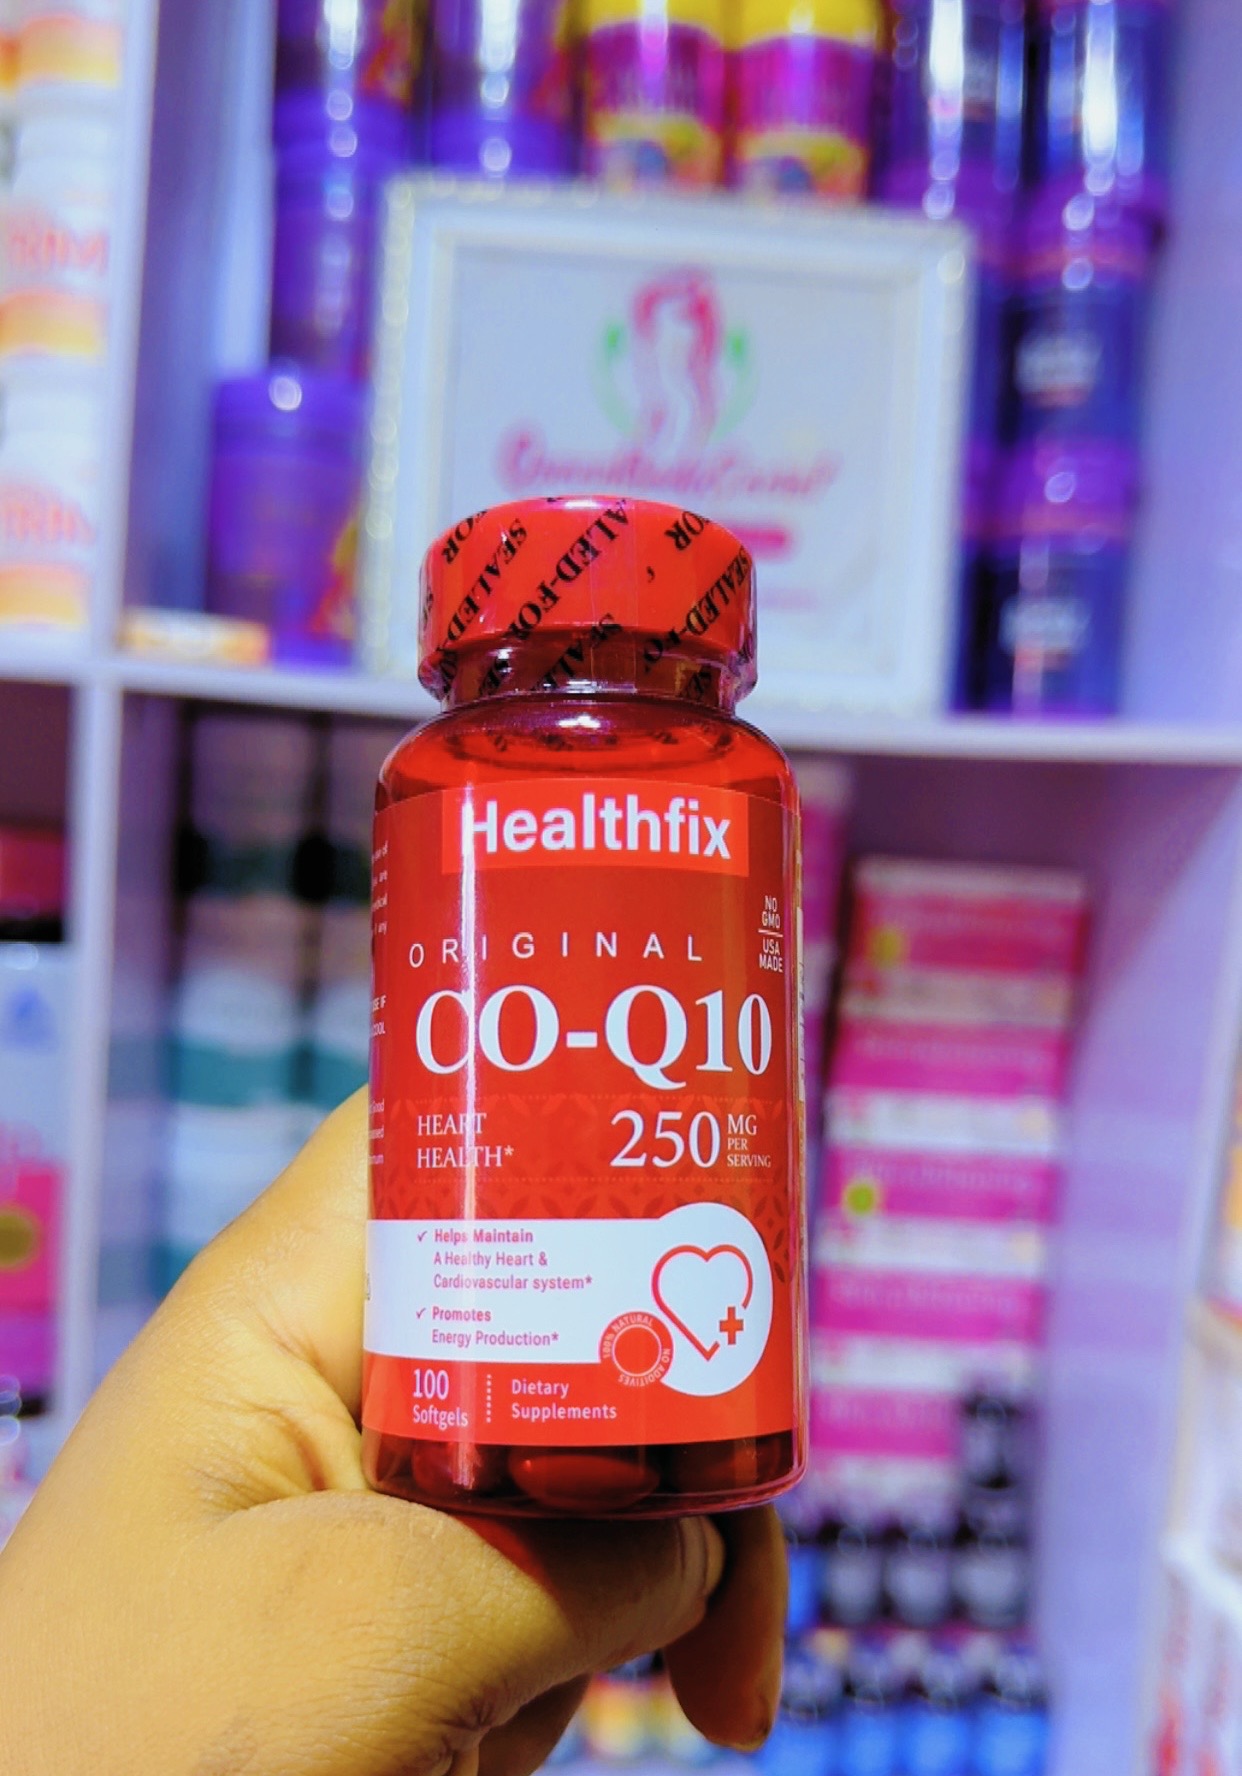 SEALED-FOR
Healthfix
NO
GMO
USA
MADE
ORIGINAL
CO-Q10
HEART
HEALTH*
250 MG
PER
SERVING
✓ Helps Maintain
A Healthy Heart &
Cardiovascular system*
✓ Promotes
Energy Production*
100% NATURAL
NO ADDITIVES
100
Softgels
Dietary
Supplements